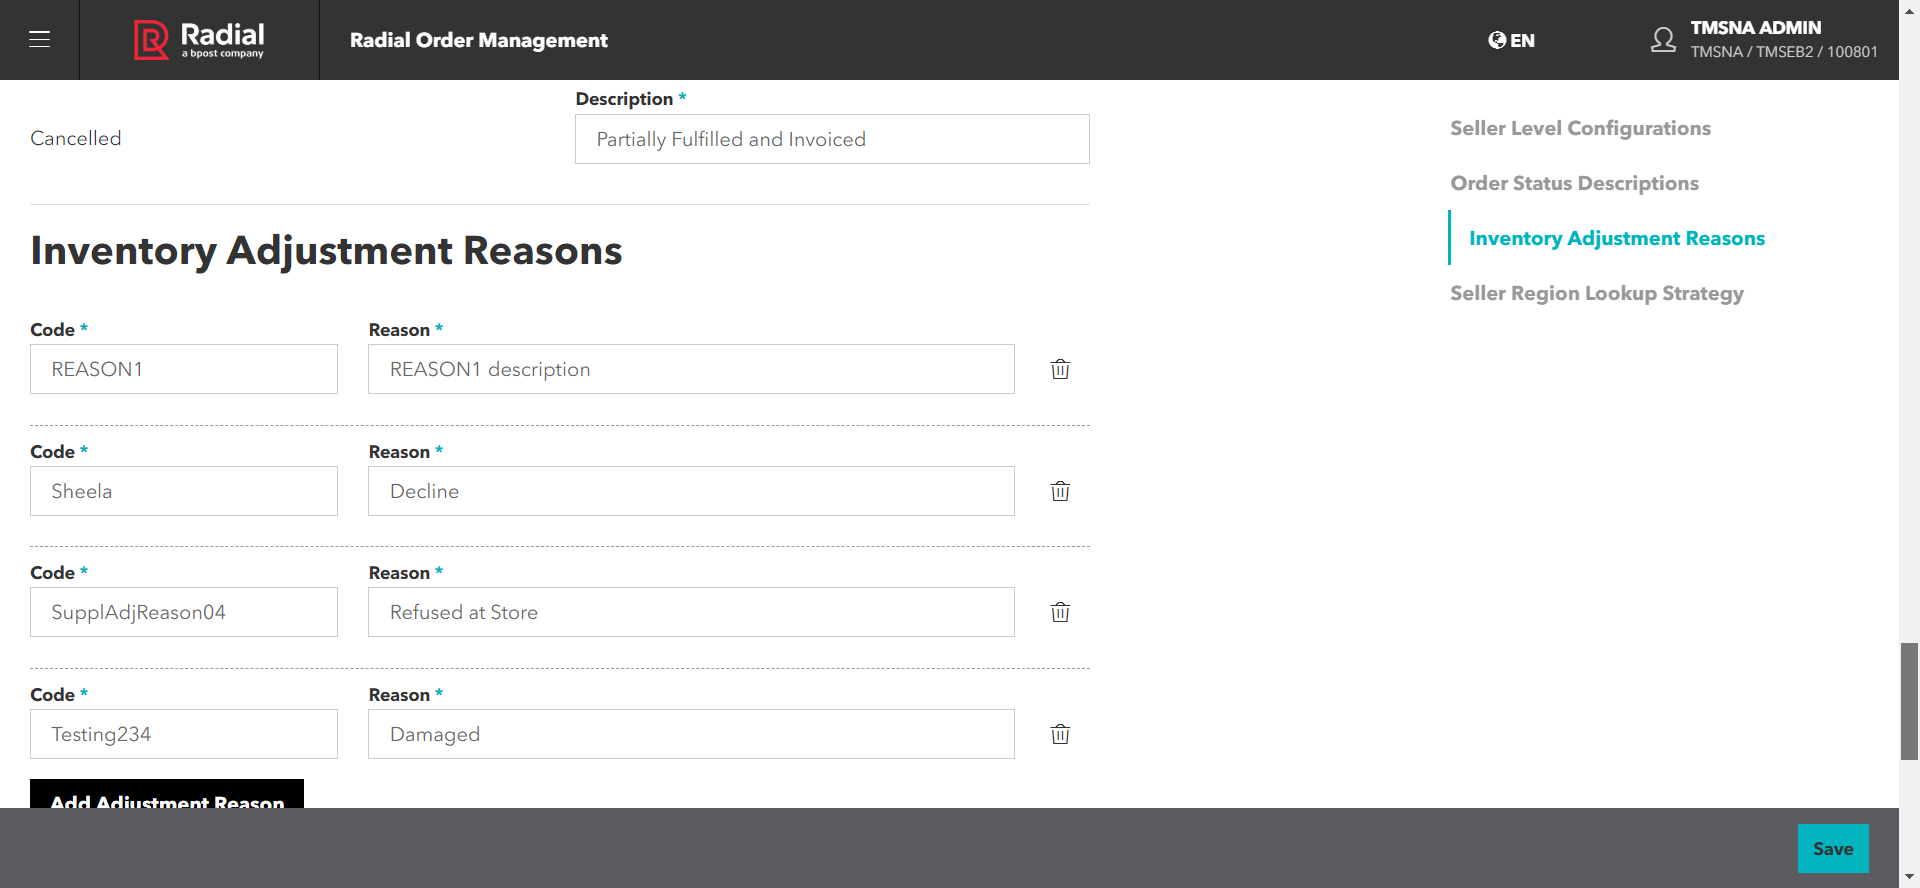 Radial
a bpost company
Radial Order Management
EN
TMSNA ADMIN
TMSNA / TMSEB2 / 100801
Description *
Cancelled
Partially Fulfilled and Invoiced
Inventory Adjustment Reasons
Code *
Reason *
REASON1
REASON1 description
Code *
Reason *
Sheela
Decline
Code *
Reason *
SupplAdjReason04
Refused at Store
Code *
Reason *
Testing234
Damaged
Add Adjustment Reason
Seller Level Configurations
Order Status Descriptions
Inventory Adjustment Reasons
Seller Region Lookup Strategy
Save